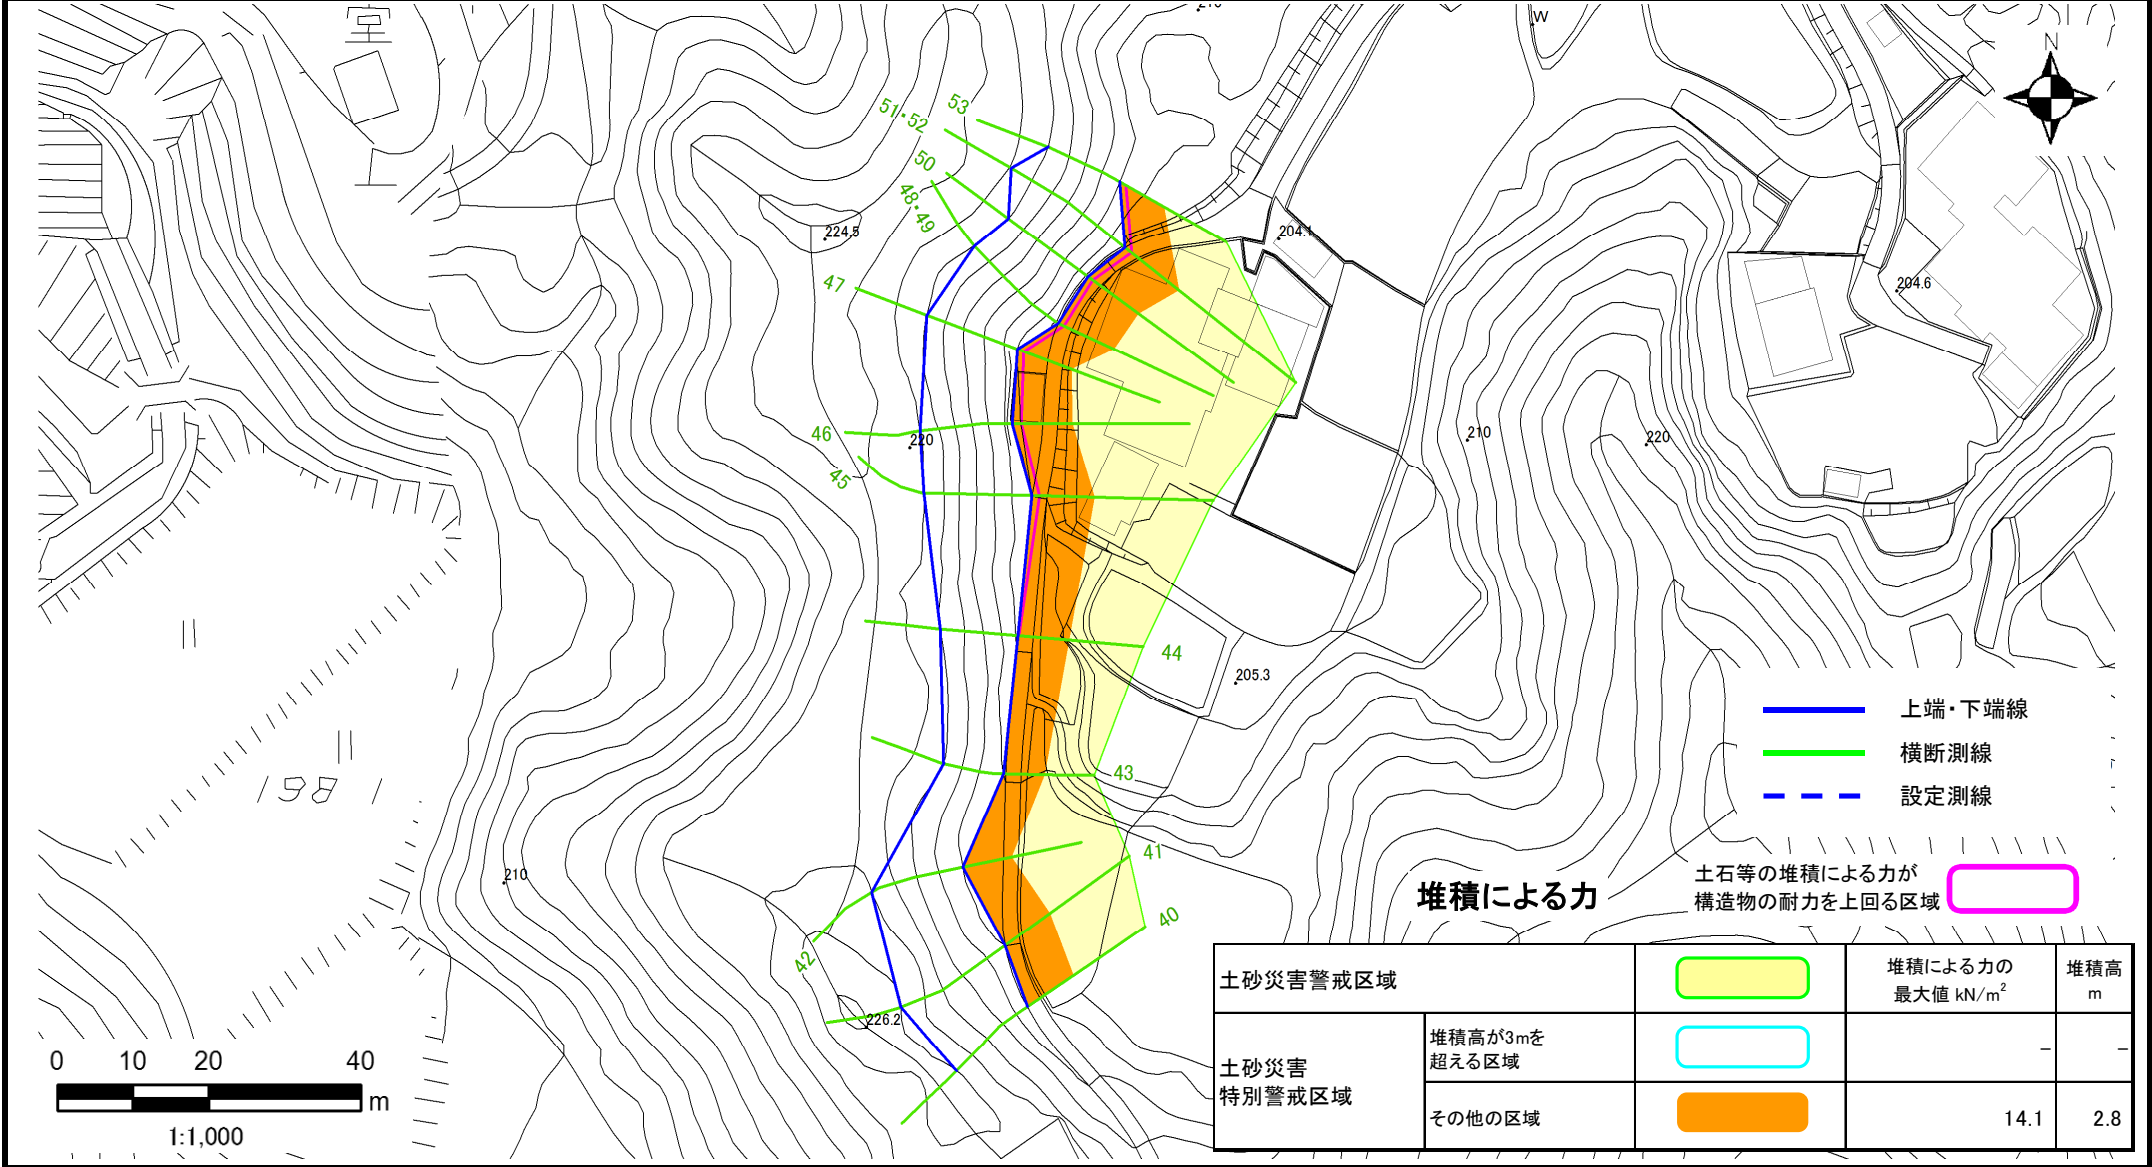 W
N
53
51・52
50
48・49
224.5
204.1
47
204.6
46
220
210
220
45
44
205.3
上端・下端線
43
横断測線
設定測線
41
210
土石等の堆積による力が
構造物の耐力を上回る区域
堆積による力
40
42
226.2
土砂災害警戒区域
堆積による力の
最大値 kN/m²
堆積高
m
土砂災害
特別警戒区域
堆積高が3mを
超える区域
－
－
その他の区域
14.1
2.8
0 10 20 40
m
1:1,000